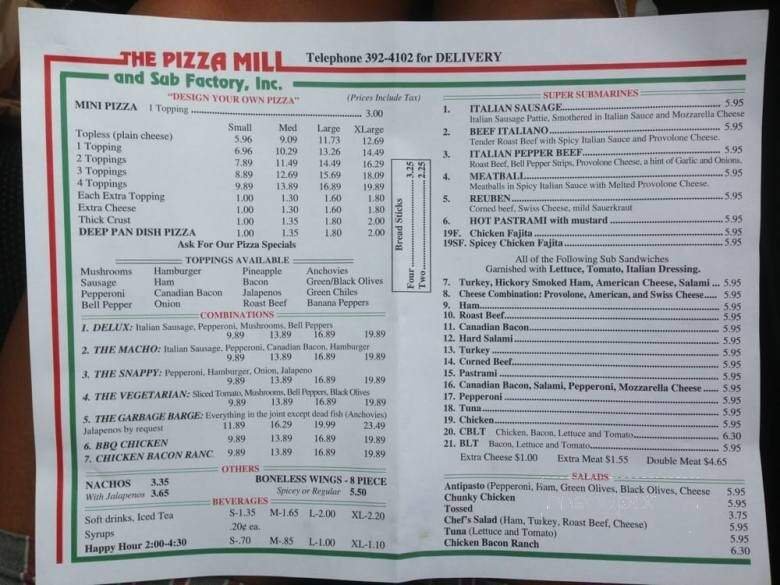 THE PIZZA MILL
and Sub Factory, Inc.
Telephone 392-4102 for DELIVERY
"DESIGN YOUR OWN PIZZA"
(Prices Include Tax)
MINI PIZZA 1 Topping 3.00
Small Med Large XLarge
Topless (plain cheese) 5.96 9.09 11.73 12.69
1 Topping 6.96 10.29 13.26 14.49
2 Toppings 7.89 11.49 14.49 16.29
3 Toppings 8.89 12.69 15.69 18.09
4 Toppings 9.89 13.89 16.89 19.89
Each Extra Topping 1.00 1.30 1.60 1.80
Extra Cheese 1.00 1.30 1.60 1.80
Thick Crust 1.00 1.35 1.80 2.00
DEEP PAN DISH PIZZA 1.00 1.35 1.80 2.00
Ask For Our Pizza Specials
Bread Sticks
Four 3.25
Two 2.25
TOPPINGS AVAILABLE
Mushrooms Hamburger Pineapple Anchovies
Sausage Ham Bacon Green/Black Olives
Pepperoni Canadian Bacon Jalapenos Green Chiles
Bell Pepper Onion Roast Beef Banana Peppers
COMBINATIONS
1. DELUX: Italian Sausage, Pepperoni, Mushrooms, Bell Peppers
9.89 13.89 16.89 19.89
2. THE MACHO: Italian Sausage, Pepperoni, Canadian Bacon, Hamburger
9.89 13.89 16.89 19.89
3. THE SNAPPY: Pepperoni, Hamburger, Onion, Jalapeno
9.89 13.89 16.89 19.89
4. THE VEGETARIAN: Sliced Tomato, Mushrooms, Bell Peppers, Black Olives
9.89 13.89 16.89 19.89
5. THE GARBAGE BARGE: Everything in the joint except dead fish (Anchovies)
Jalapenos by request 11.89 16.29 19.99 23.49
6. BBQ CHICKEN 9.89 13.89 16.89 19.89
7. CHICKEN BACON RANC. 9.89 13.89 16.89 19.89
OTHERS
NACHOS 3.35
With Jalapenos 3.65
BONELESS WINGS - 8 PIECE
Spicey or Regular 5.50
BEVERAGES
Soft drinks, Iced Tea S-1.35 M-1.65 L-2.00 XL-2.20
Syrups .20¢ ea.
Happy Hour 2:00-4:30 S-.70 M-.85 L-1.00 XL-1.10
SUPER SUBMARINES
1. ITALIAN SAUSAGE 5.95
Italian Sausage Pattie, Smothered in Italian Sauce and Mozzarella Cheese
2. BEEF ITALIANO 5.95
Tender Roast Beef with Spicy Italian Sauce and Provolone Cheese.
3. ITALIAN PEPPER BEEF 5.95
Roast Beef, Bell Pepper Strips, Provolone Cheese, a hint of Garlic and Onions.
4. MEATBALL 5.95
Meatballs in Spicy Italian Sauce with Melted Provolone Cheese.
5. REUBEN 5.95
Corned beef, Swiss Cheese, mild Sauerkraut
6. HOT PASTRAMI with mustard 5.95
19F. Chicken Fajita 5.95
19SF. Spicey Chicken Fajita 5.95
All of the Following Sub Sandwiches
Garnished with Lettuce, Tomato, Italian Dressing.
7. Turkey, Hickory Smoked Ham, American Cheese, Salami ... 5.95
8. Cheese Combination: Provolone, American, and Swiss Cheese..... 5.95
9. Ham 5.95
10. Roast Beef 5.95
11. Canadian Bacon 5.95
12. Hard Salami 5.95
13. Turkey 5.95
14. Corned Beef 5.95
15. Pastrami 5.95
16. Canadian Bacon, Salami, Pepperoni, Mozzarella Cheese ..... 5.95
17. Pepperoni 5.95
18. Tuna 5.95
19. Chicken 5.95
20. CBLT Chicken, Bacon, Lettuce and Tomato 6.30
21. BLT Bacon, Lettuce and Tomato 5.95
Extra Cheese $1.00 Extra Meat $1.55 Double Meat $4.65
SALADS
Antipasto (Pepperoni, Ham, Green Olives, Black Olives, Cheese 5.95
Chunky Chicken 5.95
Tossed 3.75
Chef's Salad (Ham, Turkey, Roast Beef, Cheese) 5.95
Tuna (Lettuce and Tomato) 5.95
Chicken Bacon Ranch 6.30